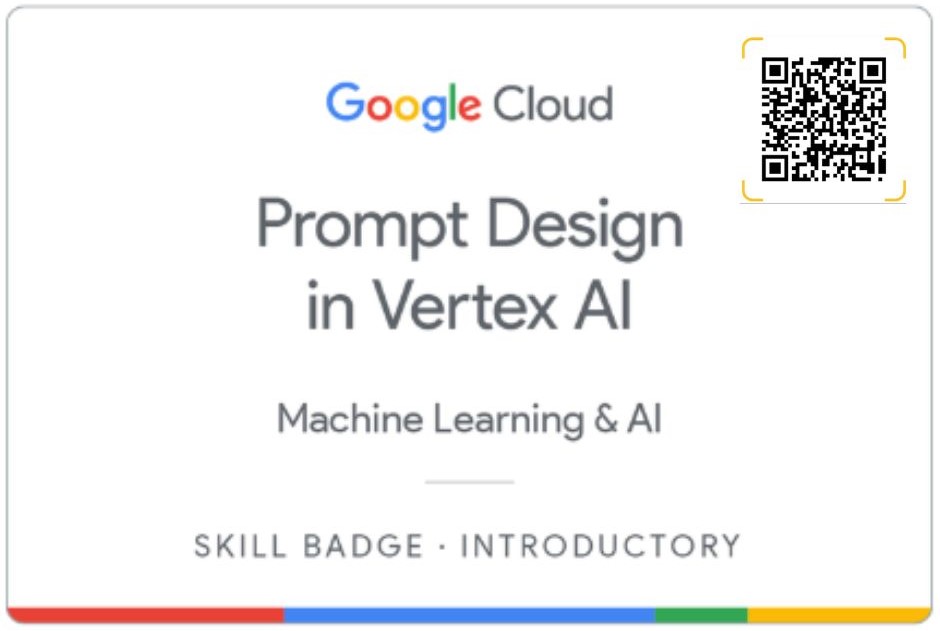 Google Cloud
Prompt Design
in Vertex AI
Machine Learning & AI
SKILL BADGE · INTRODUCTORY